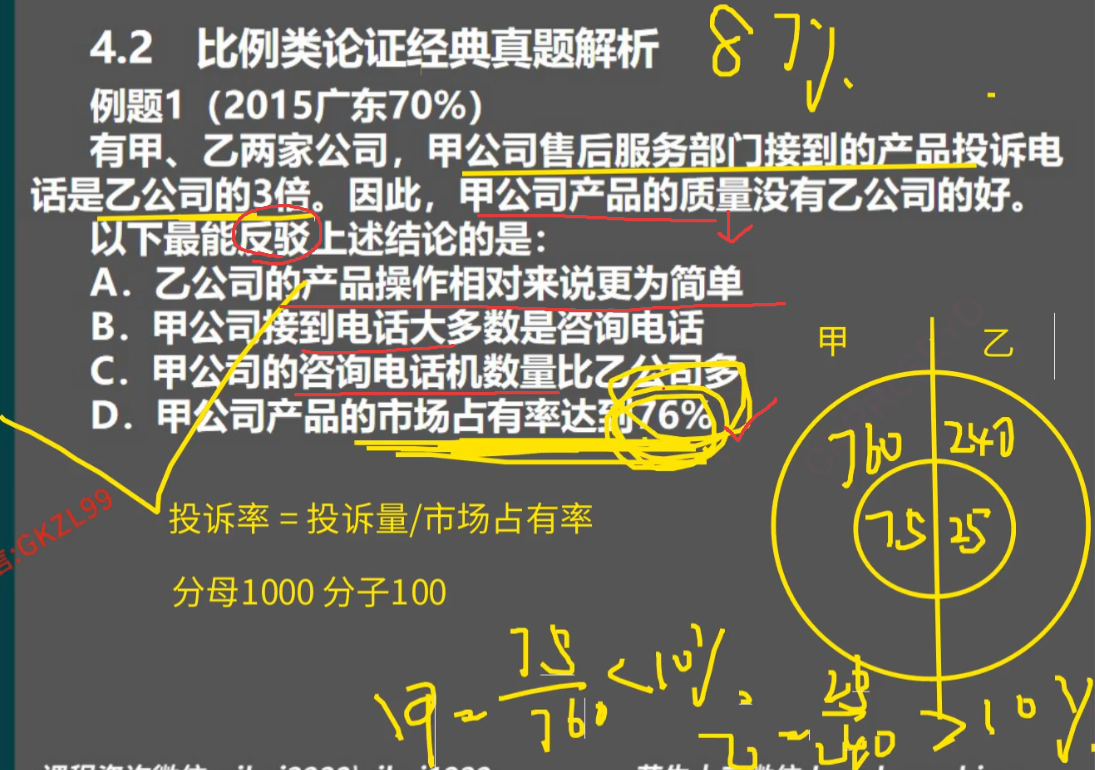 4.2 比例类论证经典真题解析
87%.
例题1（2015广东70%）
有甲、乙两家公司，甲公司售后服务部门接到的产品投诉电
话是乙公司的3倍。因此，甲公司产品的质量没有乙公司的好。
以下最能反驳上述结论的是：
A．乙公司的产品操作相对来说更为简单
B．甲公司接到电话大多数是咨询电话
C．甲公司的咨询电话机数量比乙公司多
D．甲公司产品的市场占有率达到76%
甲 乙
760 240
75 25
投诉率 = 投诉量/市场占有率
分母1000 分子100
:GKZL99
甲 = 75/760 < 10%
乙 = 25/240 > 10%